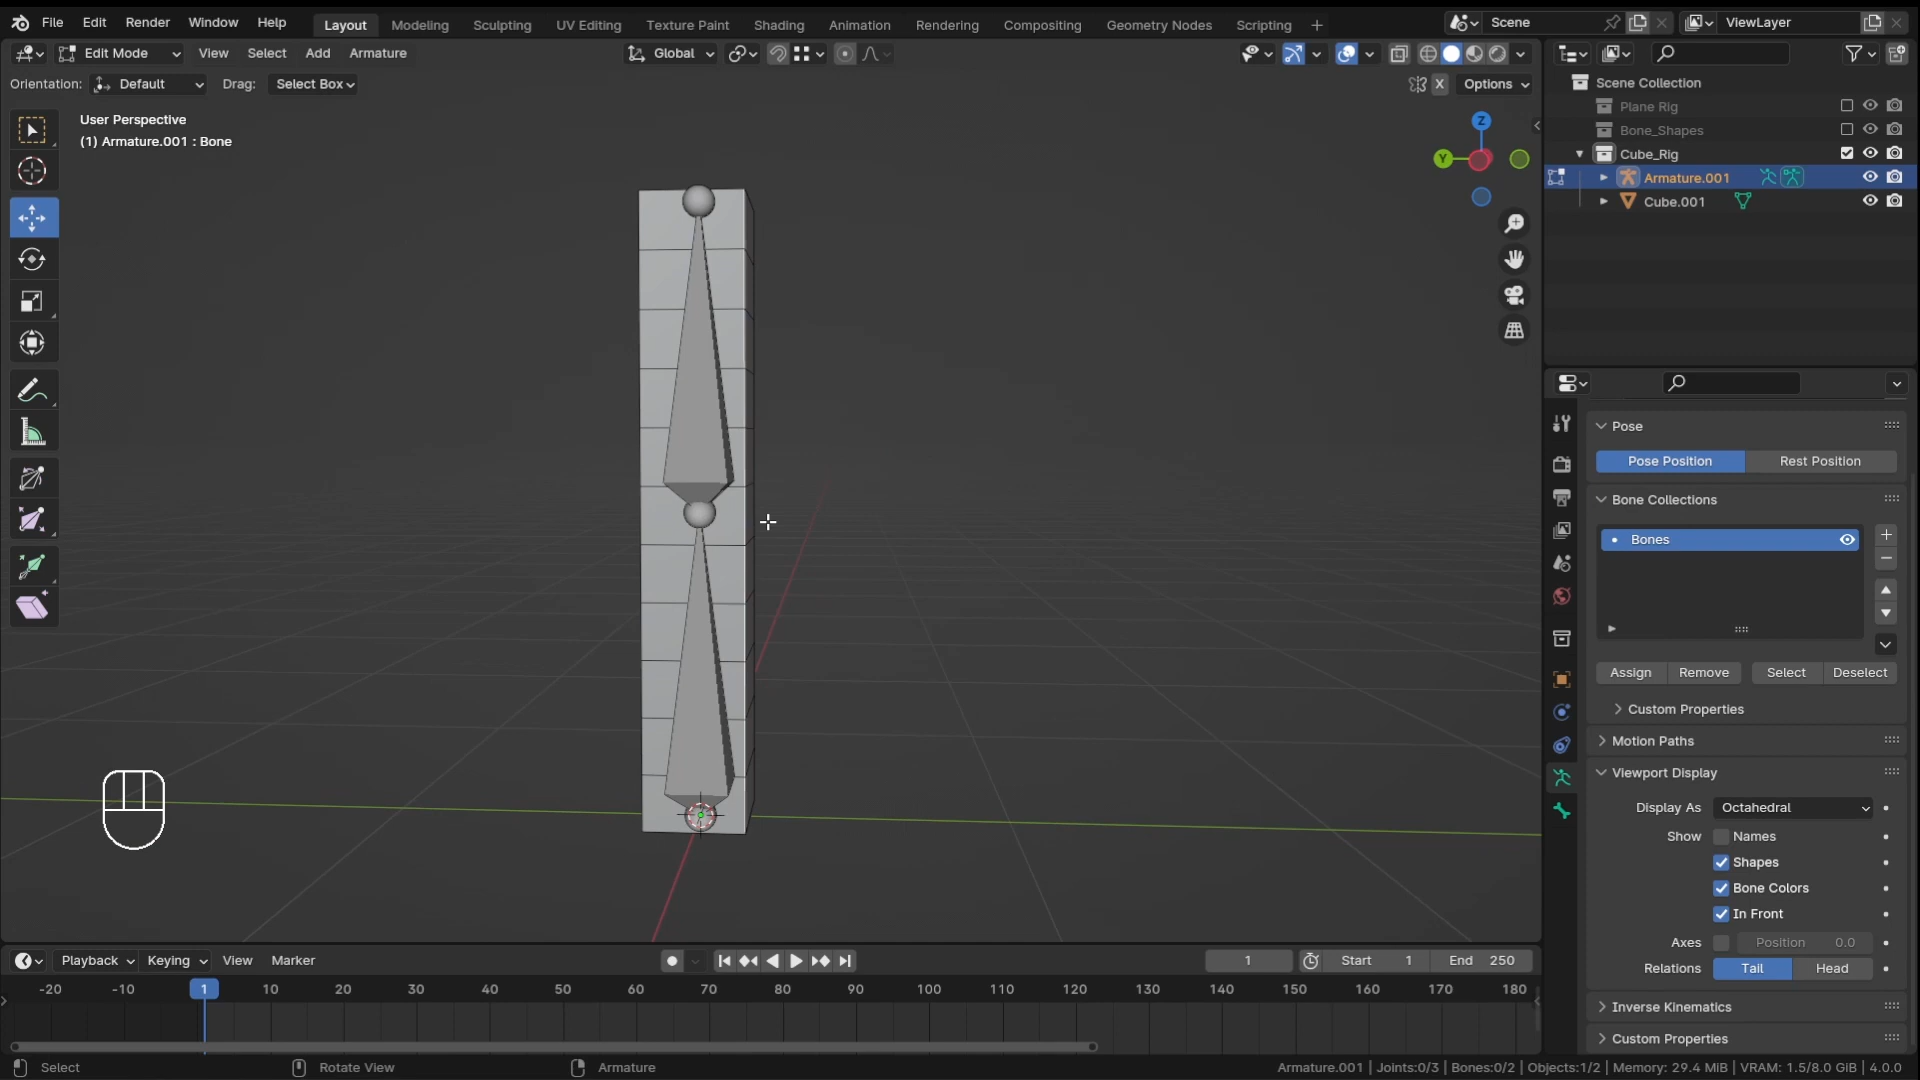 File Edit Render Window Help Layout Modeling Sculpting UV Editing Texture Paint Shading Animation Rendering Compositing Geometry Nodes Scripting + Scene ViewLayer
Edit Mode View Select Add Armature Global
Orientation: Default Drag: Select Box X Options
User Perspective
(1) Armature.001 : Bone
Z
Y
Scene Collection
Plane Rig
Bone_Shapes
Cube_Rig
Armature.001
Cube.001
Pose
Pose Position Rest Position
Bone Collections
Bones
Assign Remove Select Deselect
Custom Properties
Motion Paths
Viewport Display
Display As Octahedral
Show Names
Shapes
Bone Colors
In Front
Axes Position 0.0
Relations Tail Head
Inverse Kinematics
Custom Properties
Playback Keying View Marker 1 Start 1 End 250
-20 -10 1 10 20 30 40 50 60 70 80 90 100 110 120 130 140 150 160 170 180
Select Rotate View Armature Armature.001 | Joints:0/3 | Bones:0/2 | Objects:1/2 | Memory: 29.4 MiB | VRAM: 1.5/8.0 GiB | 4.0.0